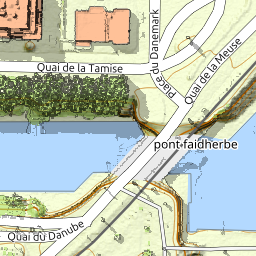 Place du Danemark
Quai de la Meuse
Quai de la Tamise
pont faidherbe
Quai du Danube